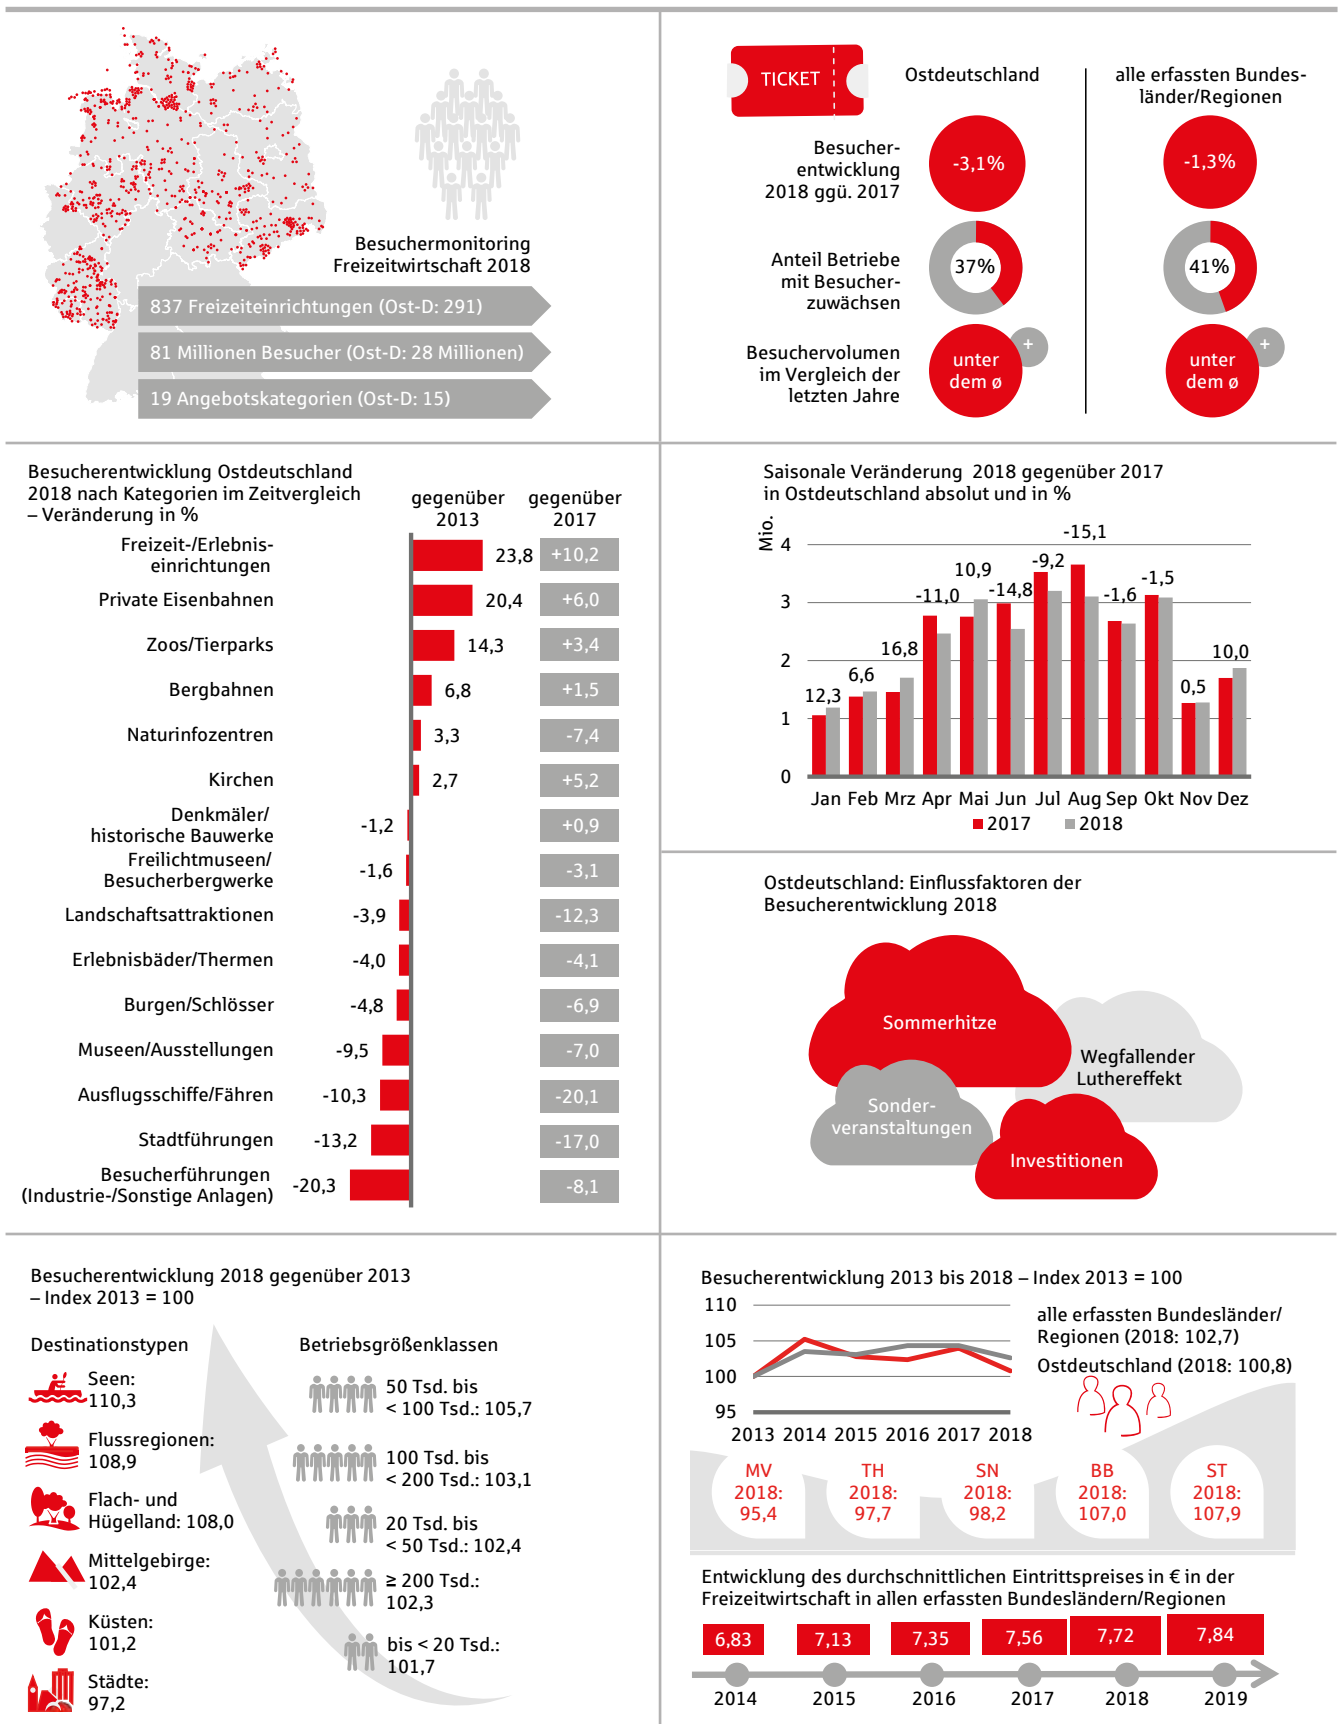 Besuchermonitoring
Freizeitwirtschaft 2018
837 Freizeiteinrichtungen (Ost-D: 291)
81 Millionen Besucher (Ost-D: 28 Millionen)
19 Angebotskategorien (Ost-D: 15)
TICKET
Ostdeutschland
alle erfassten Bundes-
länder/Regionen
Besucher-
entwicklung
2018 ggü. 2017
-3,1%
-1,3%
Anteil Betriebe
mit Besucher-
zuwächsen
37%
41%
Besuchervolumen
im Vergleich der
letzten Jahre
unter
dem ø
+
unter
dem ø
+
Besucherentwicklung Ostdeutschland
2018 nach Kategorien im Zeitvergleich
– Veränderung in %
gegenüber
2013
gegenüber
2017
Freizeit-/Erlebnis-
einrichtungen
23,8
+10,2
Private Eisenbahnen
20,4
+6,0
Zoos/Tierparks
14,3
+3,4
Bergbahnen
6,8
+1,5
Naturinfozentren
3,3
-7,4
Kirchen
2,7
+5,2
Denkmäler/
historische Bauwerke
-1,2
+0,9
Freilichtmuseen/
Besucherbergwerke
-1,6
-3,1
Landschaftsattraktionen
-3,9
-12,3
Erlebnisbäder/Thermen
-4,0
-4,1
Burgen/Schlösser
-4,8
-6,9
Museen/Ausstellungen
-9,5
-7,0
Ausflugsschiffe/Fähren
-10,3
-20,1
Stadtführungen
-13,2
-17,0
Besucherführungen
(Industrie-/Sonstige Anlagen)
-20,3
-8,1
Saisonale Veränderung 2018 gegenüber 2017
in Ostdeutschland absolut und in %
Mio.
4
3
2
1
0
12,3
6,6
16,8
-11,0
10,9
-14,8
-9,2
-15,1
-1,6
-1,5
0,5
10,0
Jan Feb Mrz Apr Mai Jun Jul Aug Sep Okt Nov Dez
2017 2018
Ostdeutschland: Einflussfaktoren der
Besucherentwicklung 2018
Sommerhitze
Wegfallender
Luthereffekt
Sonder-
veranstaltungen
Investitionen
Besucherentwicklung 2018 gegenüber 2013
– Index 2013 = 100
Destinationstypen
Seen:
110,3
Flussregionen:
108,9
Flach- und
Hügelland: 108,0
Mittelgebirge:
102,4
Küsten:
101,2
Städte:
97,2
Betriebsgrößenklassen
50 Tsd. bis
< 100 Tsd.: 105,7
100 Tsd. bis
< 200 Tsd.: 103,1
20 Tsd. bis
< 50 Tsd.: 102,4
≥ 200 Tsd.:
102,3
bis < 20 Tsd.:
101,7
Besucherentwicklung 2013 bis 2018 – Index 2013 = 100
110
105
100
95
2013 2014 2015 2016 2017 2018
alle erfassten Bundesländer/
Regionen (2018: 102,7)
Ostdeutschland (2018: 100,8)
MV
2018:
95,4
TH
2018:
97,7
SN
2018:
98,2
BB
2018:
107,0
ST
2018:
107,9
Entwicklung des durchschnittlichen Eintrittspreises in € in der
Freizeitwirtschaft in allen erfassten Bundesländern/Regionen
6,83 7,13 7,35 7,56 7,72 7,84
2014 2015 2016 2017 2018 2019